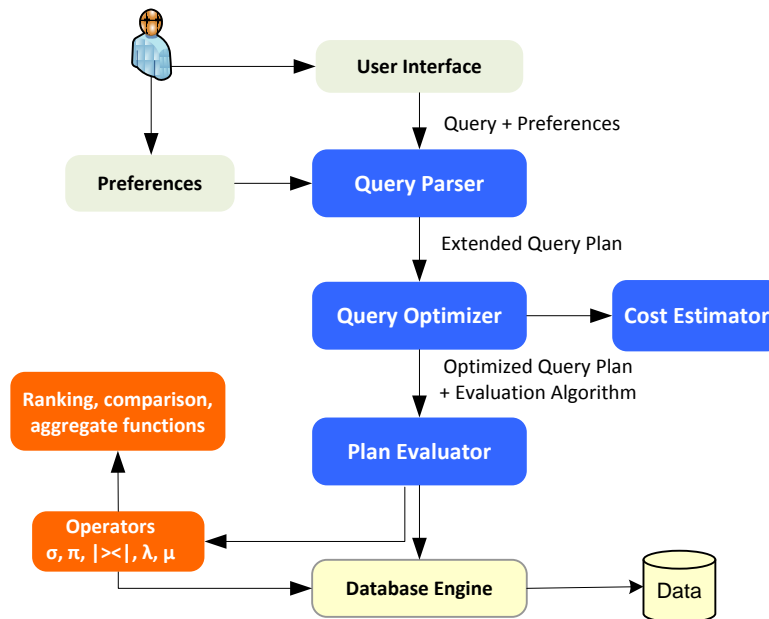 User Interface
Query + Preferences
Preferences
Query Parser
Extended Query Plan
Query Optimizer
Cost Estimator
Optimized Query Plan
+ Evaluation Algorithm
Ranking, comparison,
aggregate functions
Plan Evaluator
Operators
σ, π, |><|, λ, μ
Database Engine
Data